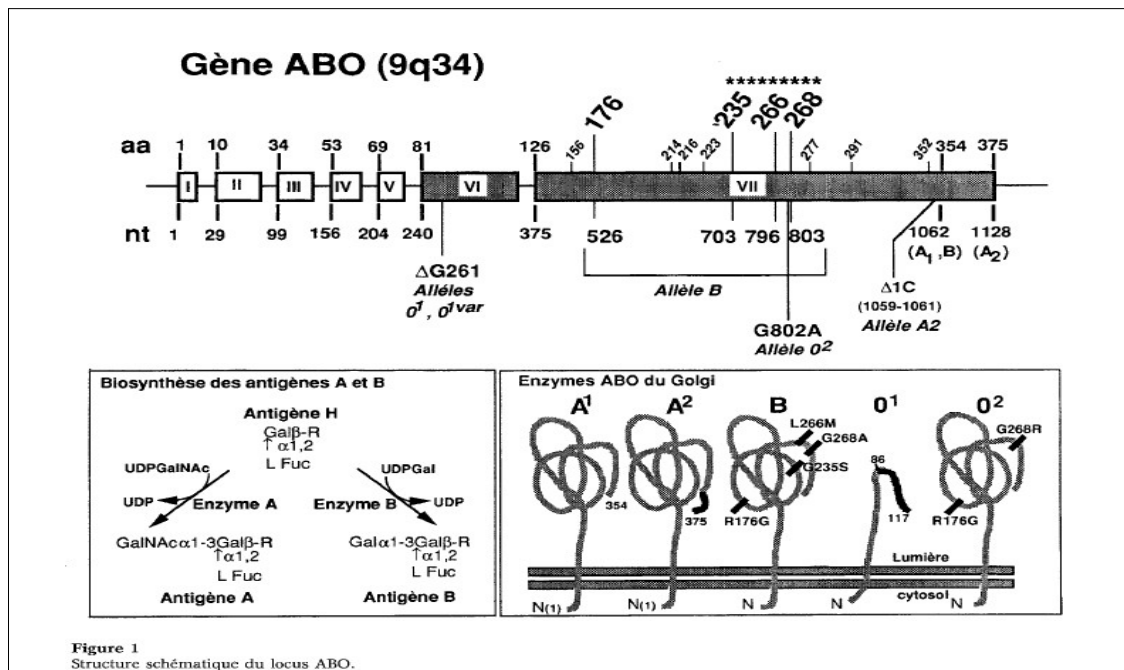 Gène ABO (9q34)
*********
176 '235 266 268
aa 1 10 34 53 69 81 126 156 214 216 223 277 291 352 354 375
I II III IV V VI VII
nt 1 29 99 156 204 240 375 526 703 796 803 1062 1128
(A1 ,B) (A2)
ΔG261
Alléles
O1 , O1var
Allèle B
G802A
Allèle O2
Δ1C
(1059-1061)
Allèle A2
Biosynthèse des antigènes A et B
Antigène H
Galβ-R
↑ α1,2
L Fuc
UDPGalNAc UDPGal
UDP Enzyme A Enzyme B UDP
GalNAcα1-3Galβ-R Galα1-3Galβ-R
↑α1,2 ↑α1,2
L Fuc L Fuc
Antigène A Antigène B
Enzymes ABO du Golgi
A1 A2 B O1 O2
L266M
G268A
G235S
R176G
354
375
86
117
G268R
R176G
Lumière
cytosol
N(1) N(1) N N N
Figure 1
Structure schématique du locus ABO.